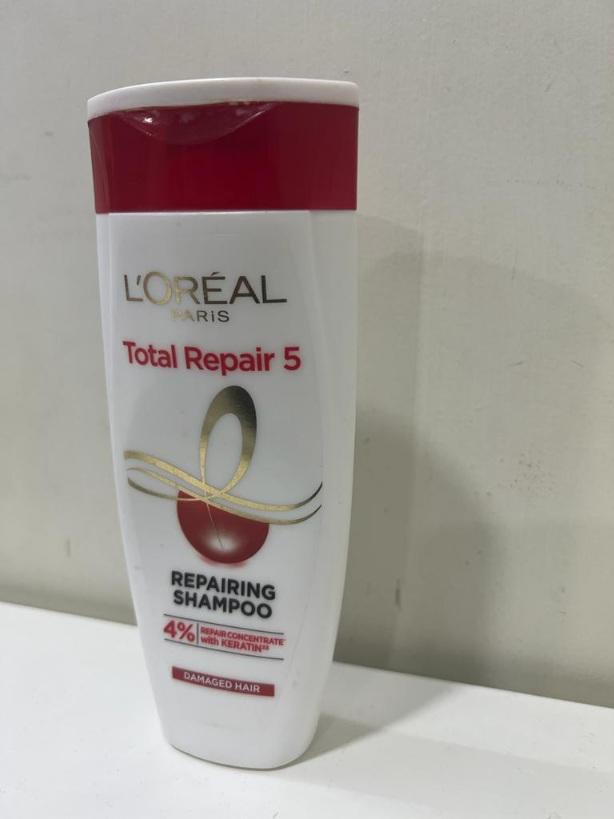 L'ORÉAL
PARiS
Total Repair 5
REPAIRING
SHAMPOO
4%
REPAIR CONCENTRATE
with KERATIN
DAMAGED HAIR